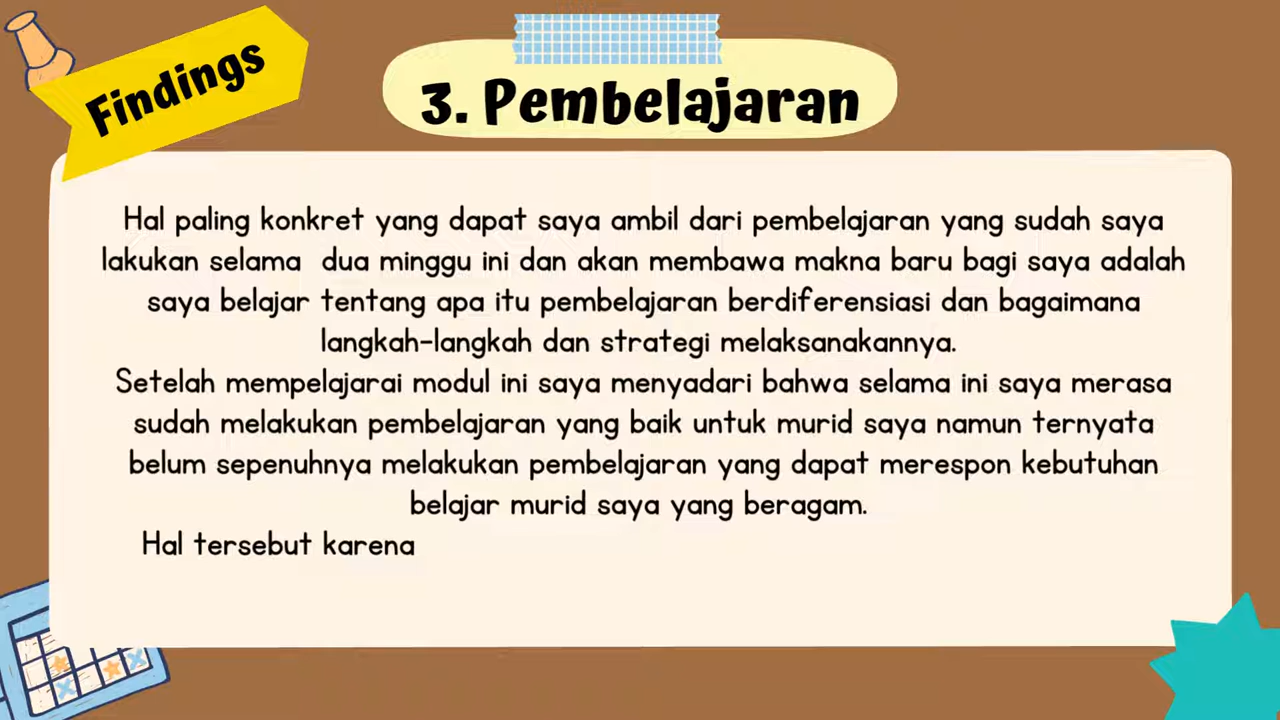 Findings
3. Pembelajaran
Hal paling konkret yang dapat saya ambil dari pembelajaran yang sudah saya
lakukan selama dua minggu ini dan akan membawa makna baru bagi saya adalah
saya belajar tentang apa itu pembelajaran berdiferensiasi dan bagaimana
langkah-langkah dan strategi melaksanakannya.
Setelah mempelajarai modul ini saya menyadari bahwa selama ini saya merasa
sudah melakukan pembelajaran yang baik untuk murid saya namun ternyata
belum sepenuhnya melakukan pembelajaran yang dapat merespon kebutuhan
belajar murid saya yang beragam.
Hal tersebut karena